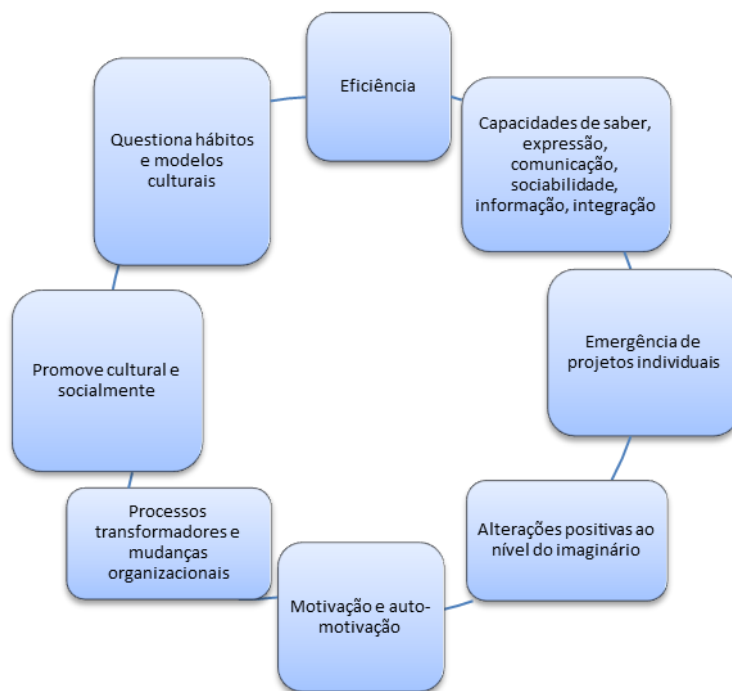 Eficiência
Capacidades de saber,
expressão,
comunicação,
sociabilidade,
informação, integração
Emergência de
projetos individuais
Alterações positivas ao
nível do imaginário
Motivação e auto-
motivação
Processos
transformadores e
mudanças
organizacionais
Promove cultural e
socialmente
Questiona hábitos
e modelos
culturais